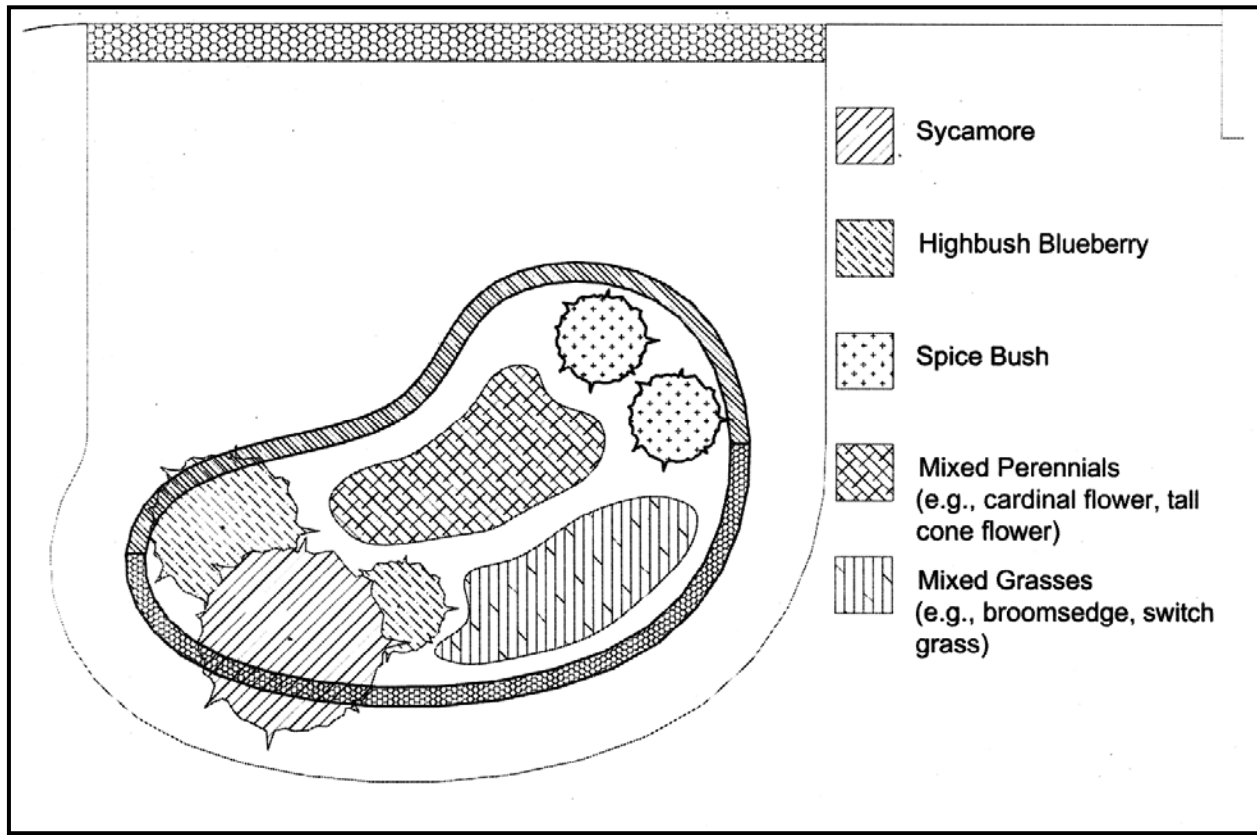 Sycamore
Highbush Blueberry
Spice Bush
Mixed Perennials
(e.g., cardinal flower, tall
cone flower)
Mixed Grasses
(e.g., broomsedge, switch
grass)